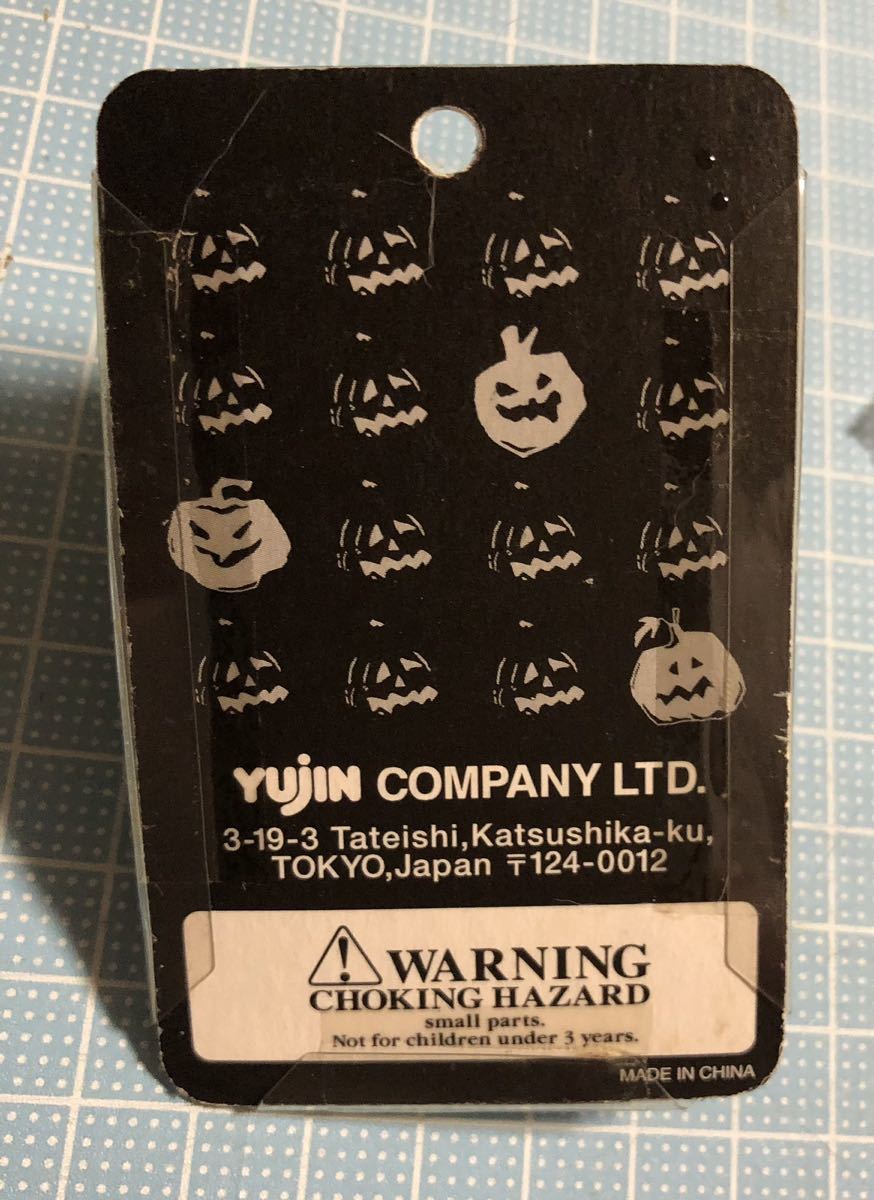 YUJIN COMPANY LTD.
3-19-3 Tateishi,Katsushika-ku,
TOKYO,Japan 〒124-0012
WARNING
CHOKING HAZARD
small parts.
Not for children under 3 years.
MADE IN CHINA